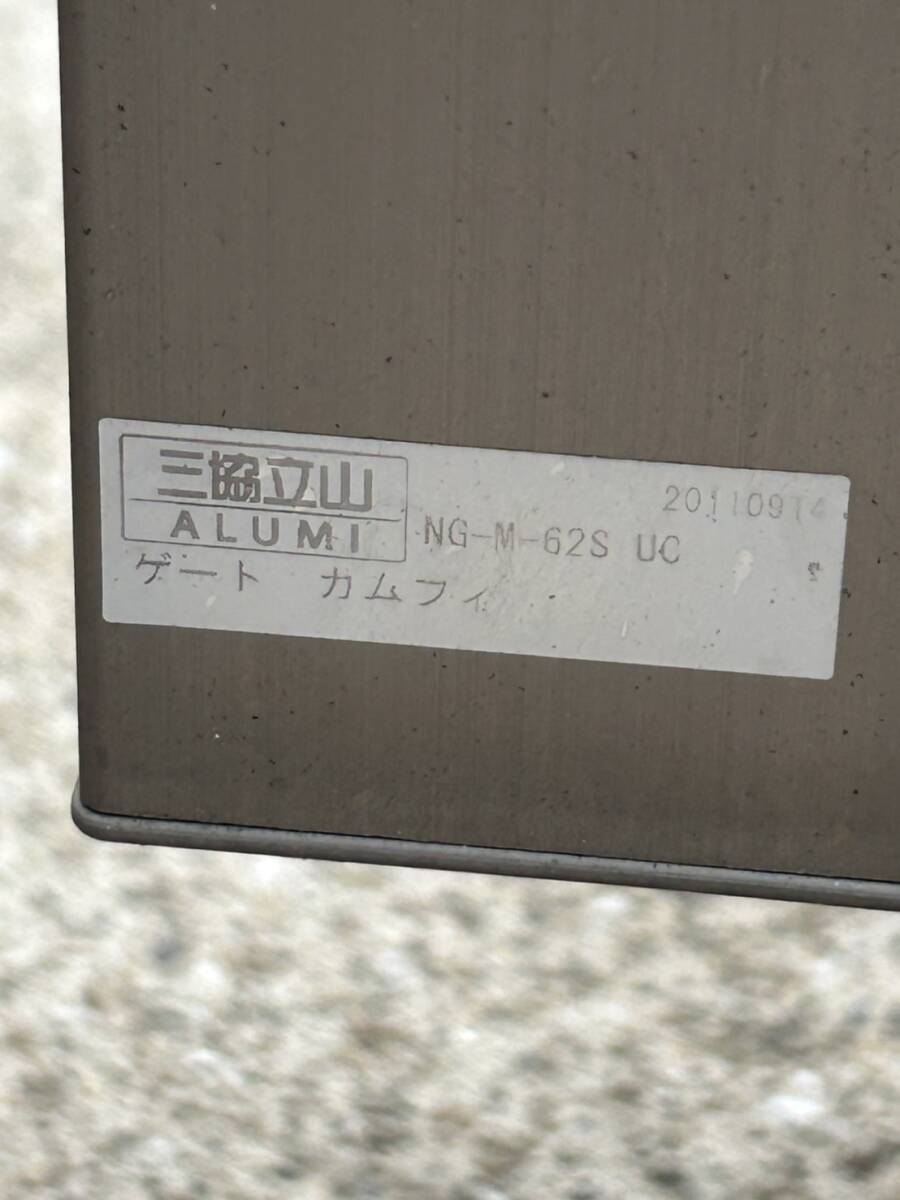 三協立山
ALUMI
20110914
NG-M-62S UC
ゲート カムフィ